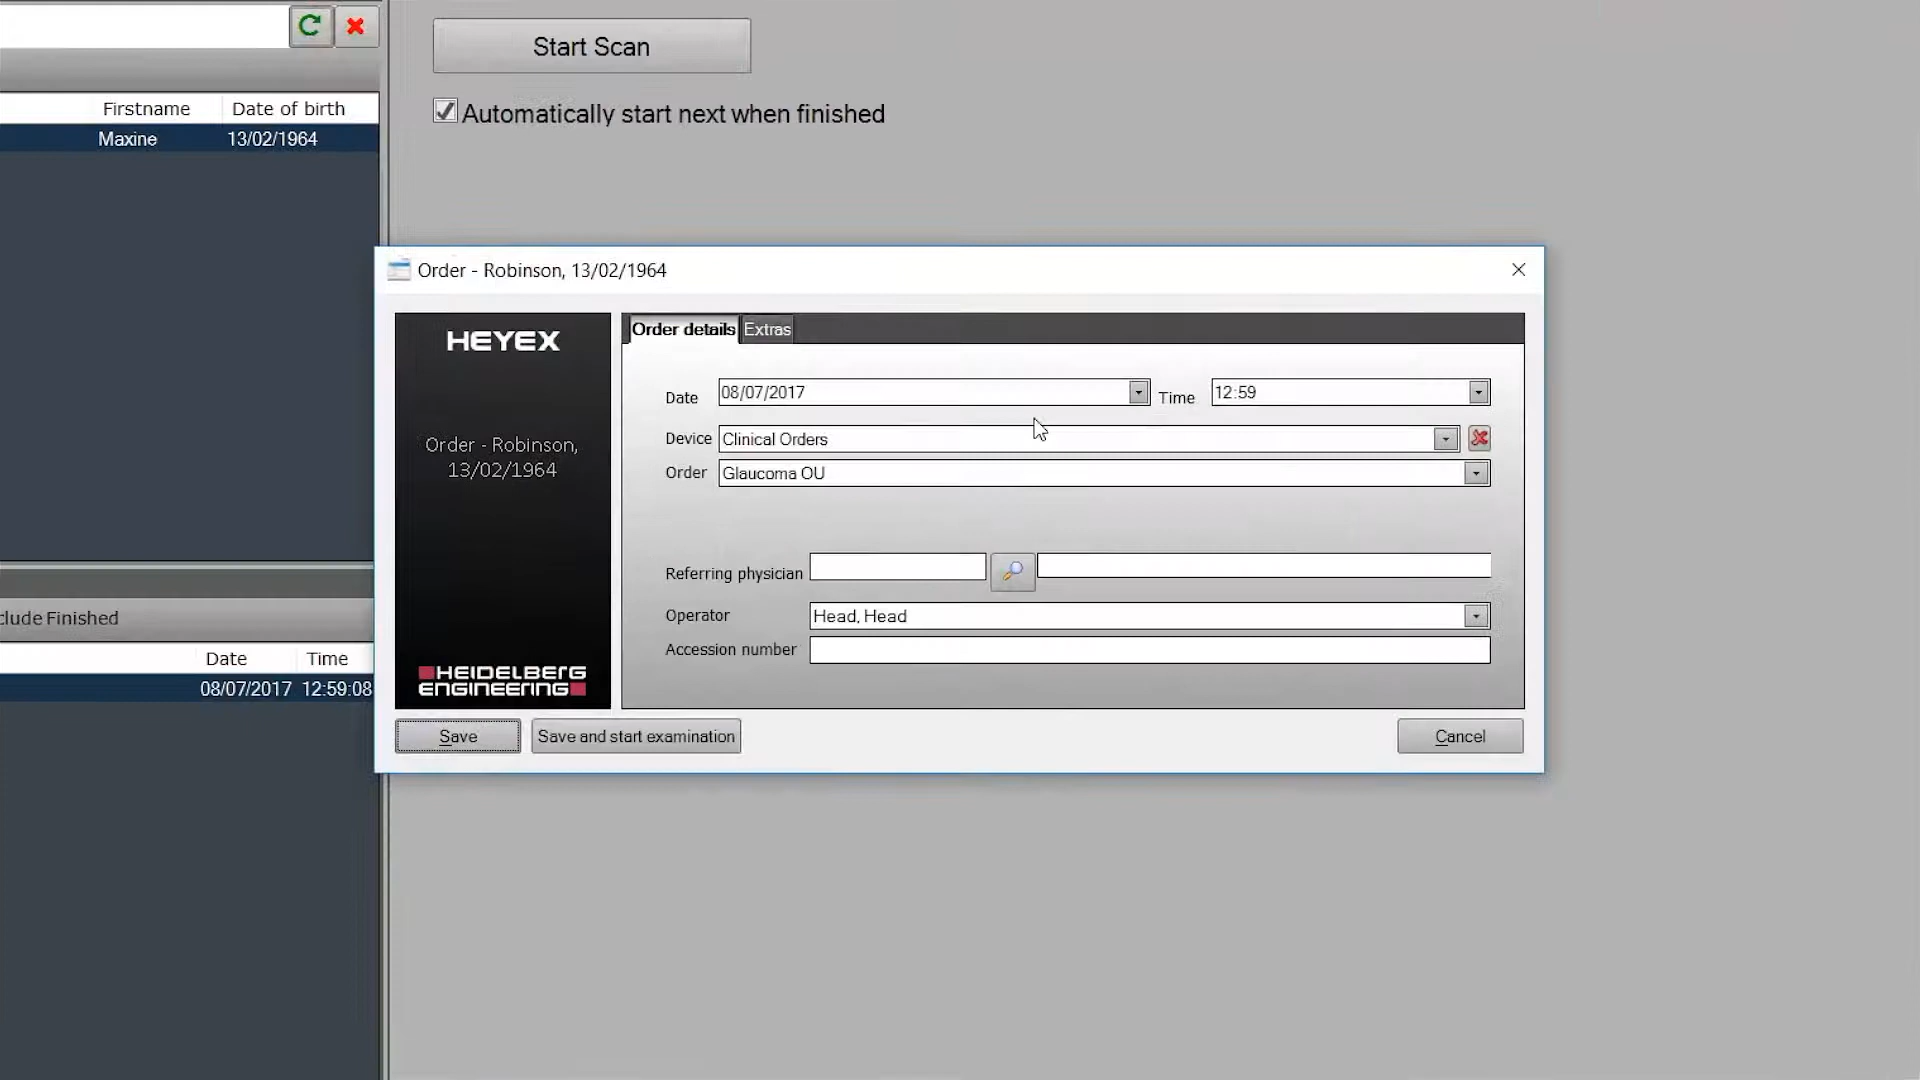 Start Scan
Automatically start next when finished
Firstname Date of birth
Maxine 13/02/1964
Order - Robinson, 13/02/1964
HEYEX
Order - Robinson,
13/02/1964
HEIDELBERG
ENGINEERING
Order details Extras
Date 08/07/2017 Time 12:59
Device Clinical Orders
Order Glaucoma OU
Referring physician
Operator Head, Head
Accession number
Save Save and start examination Cancel
clude Finished
Date Time
08/07/2017 12:59:08